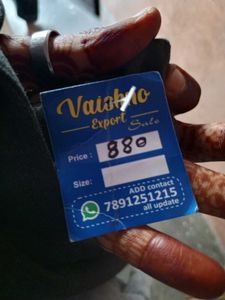 Vaishno
Export
Sale
Price : 880
Size:
ADD contact
7891251215
all update